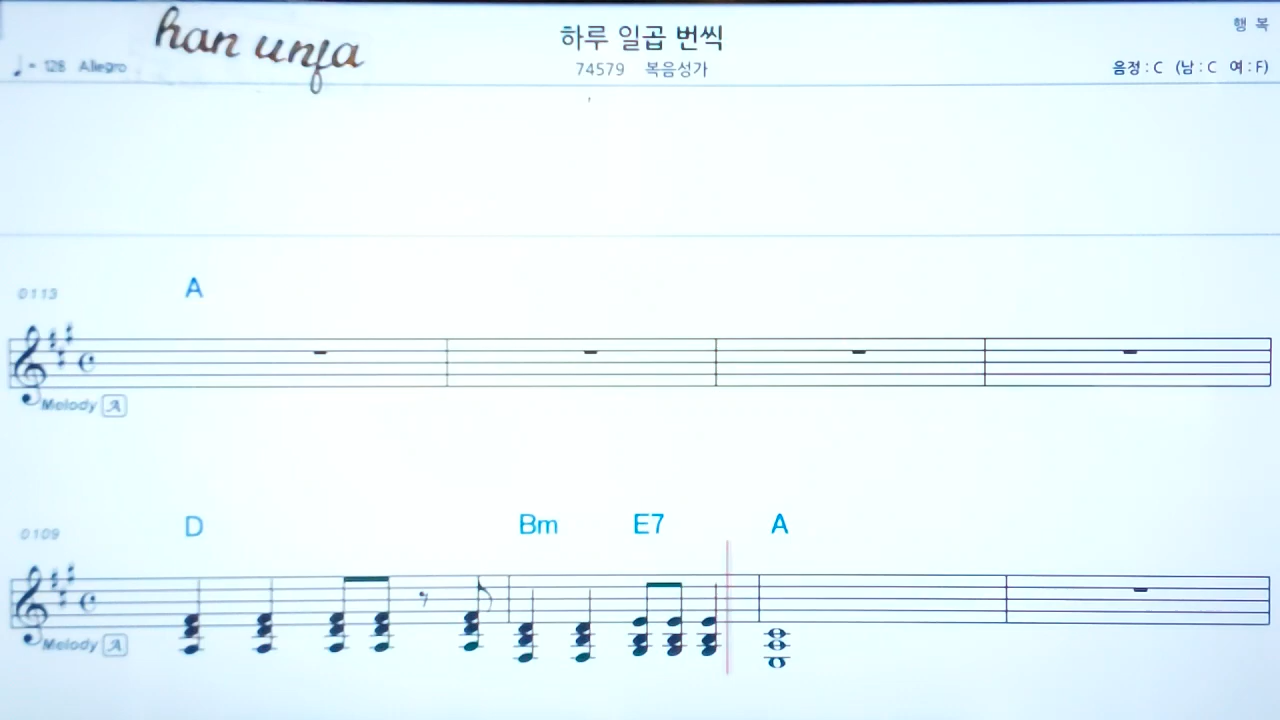 han unfa
하루 일곱 번씩
행 복
♩= 128 Allegro
74579 복음성가
음정 : C (남 : C 여 : F)
0113
A
Melody A
0109
D Bm E7 A
Melody A